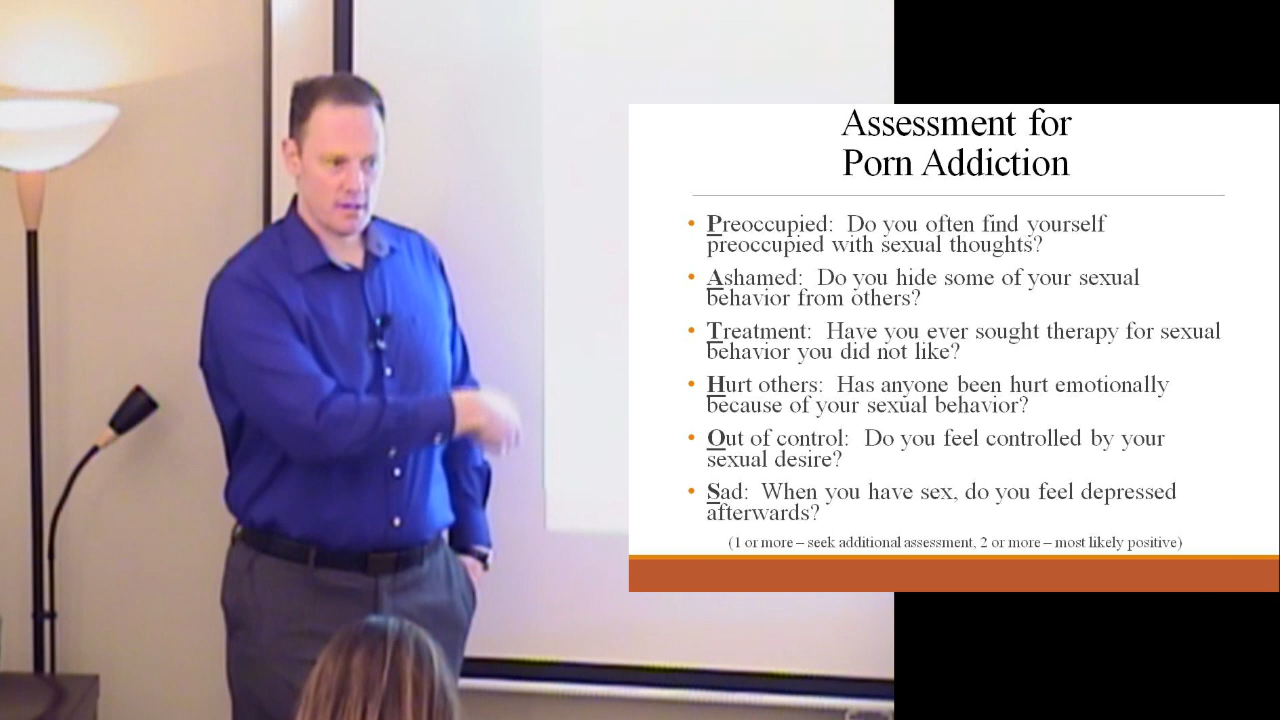 Assessment for
Porn Addiction
• Preoccupied: Do you often find yourself
preoccupied with sexual thoughts?
• Ashamed: Do you hide some of your sexual
behavior from others?
• Treatment: Have you ever sought therapy for sexual
behavior you did not like?
• Hurt others: Has anyone been hurt emotionally
because of your sexual behavior?
• Out of control: Do you feel controlled by your
sexual desire?
• Sad: When you have sex, do you feel depressed
afterwards?
(1 or more – seek additional assessment, 2 or more – most likely positive)